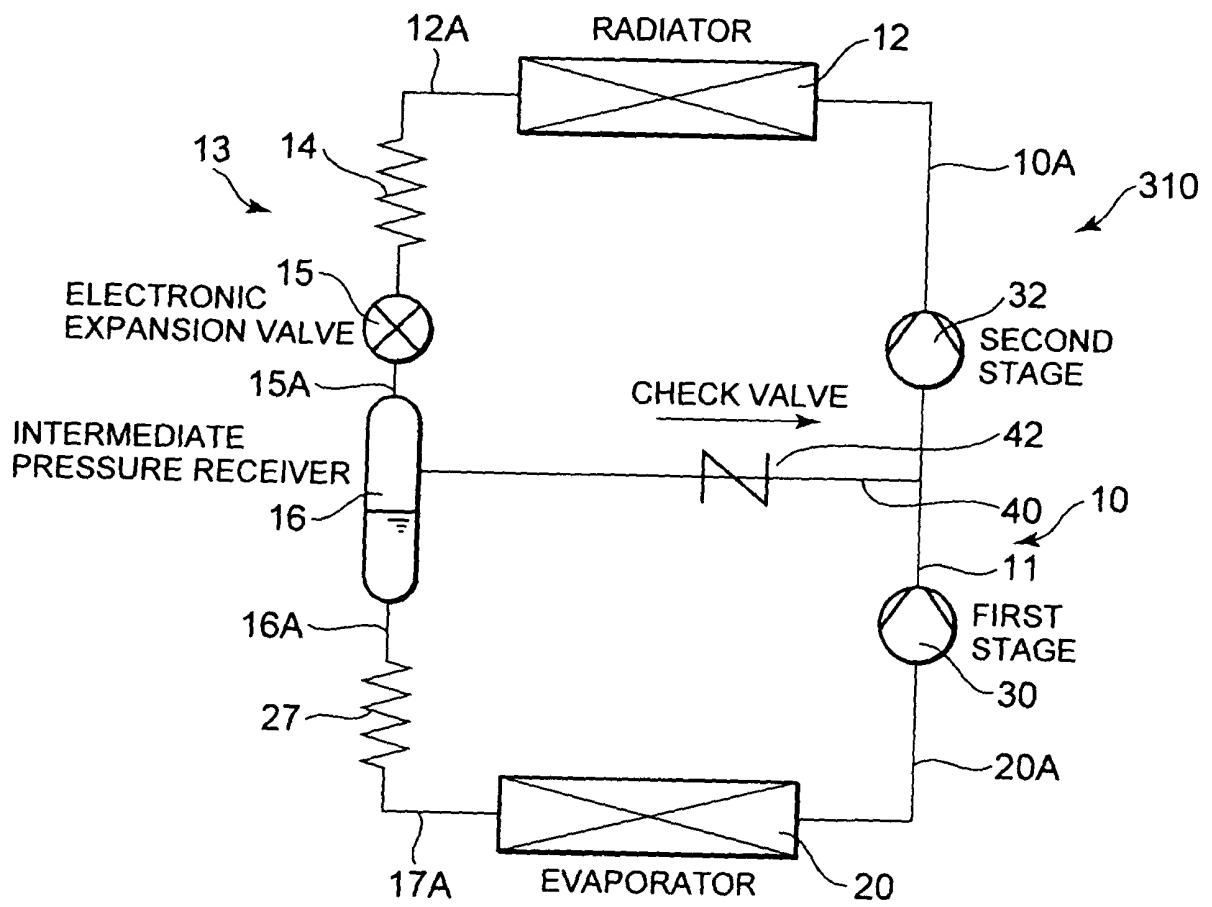 12A
RADIATOR
12
13
14
10A
310
15
ELECTRONIC
EXPANSION VALVE
32
SECOND
STAGE
15A
CHECK VALVE
INTERMEDIATE
PRESSURE RECEIVER
42
16
40
10
11
16A
FIRST
STAGE
27
30
20A
17A
EVAPORATOR
20